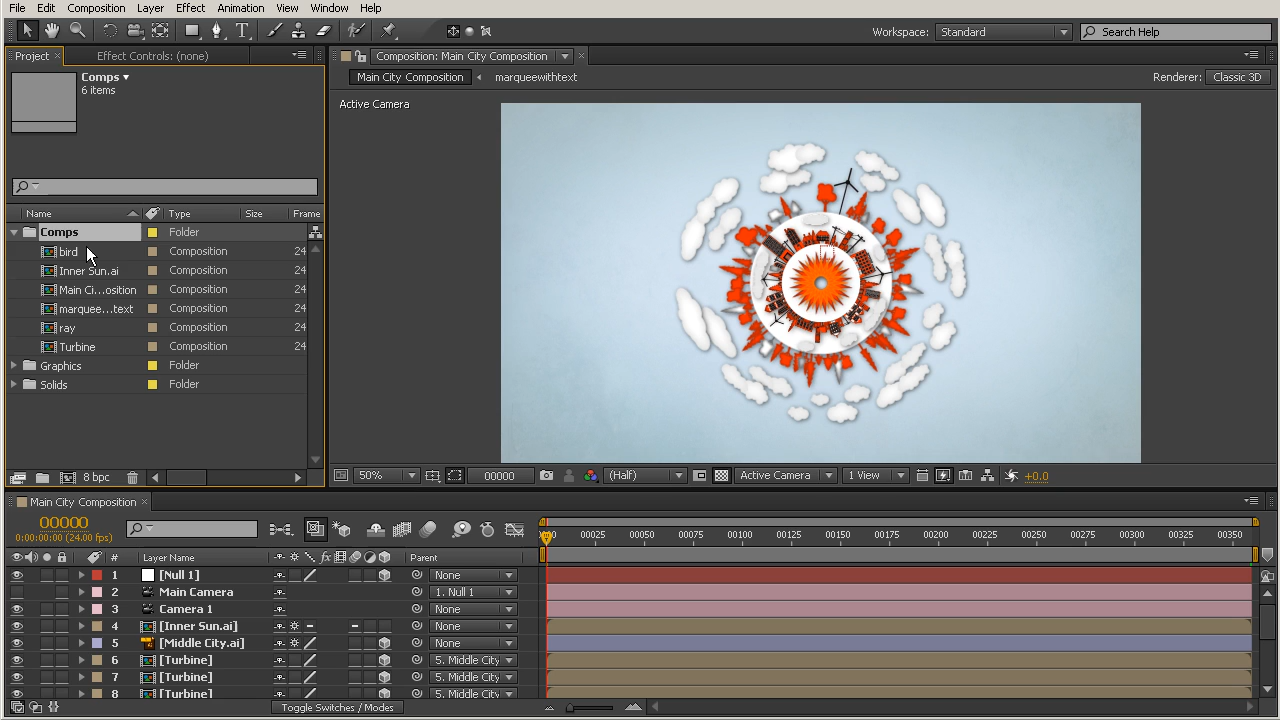 File Edit Composition Layer Effect Animation View Window Help
Workspace: Standard Search Help
Project Effect Controls: (none)
Composition: Main City Composition
Comps
6 items
Main City Composition marqueewithtext
Renderer: Classic 3D
Active Camera
Name Type Size Frame
Comps Folder
bird Composition 24
Inner Sun.ai Composition 24
Main Ci...osition Composition 24
marquee...text Composition 24
ray Composition 24
Turbine Composition 24
Graphics Folder
Solids Folder
8 bpc
50% 00000 (Half) Active Camera 1 View +0.0
Main City Composition
00000
0:00:00:00 (24.00 fps)
00025 00050 00075 00100 00125 00150 00175 00200 00225 00250 00275 00300 00325 00350
# Layer Name fx Parent
1 [Null 1] None
2 Main Camera 1. Null 1
3 Camera 1 None
4 [Inner Sun.ai] None
5 [Middle City.ai] None
6 [Turbine] 5. Middle City
7 [Turbine] 5. Middle City
8 [Turbine] 5. Middle City
Toggle Switches / Modes